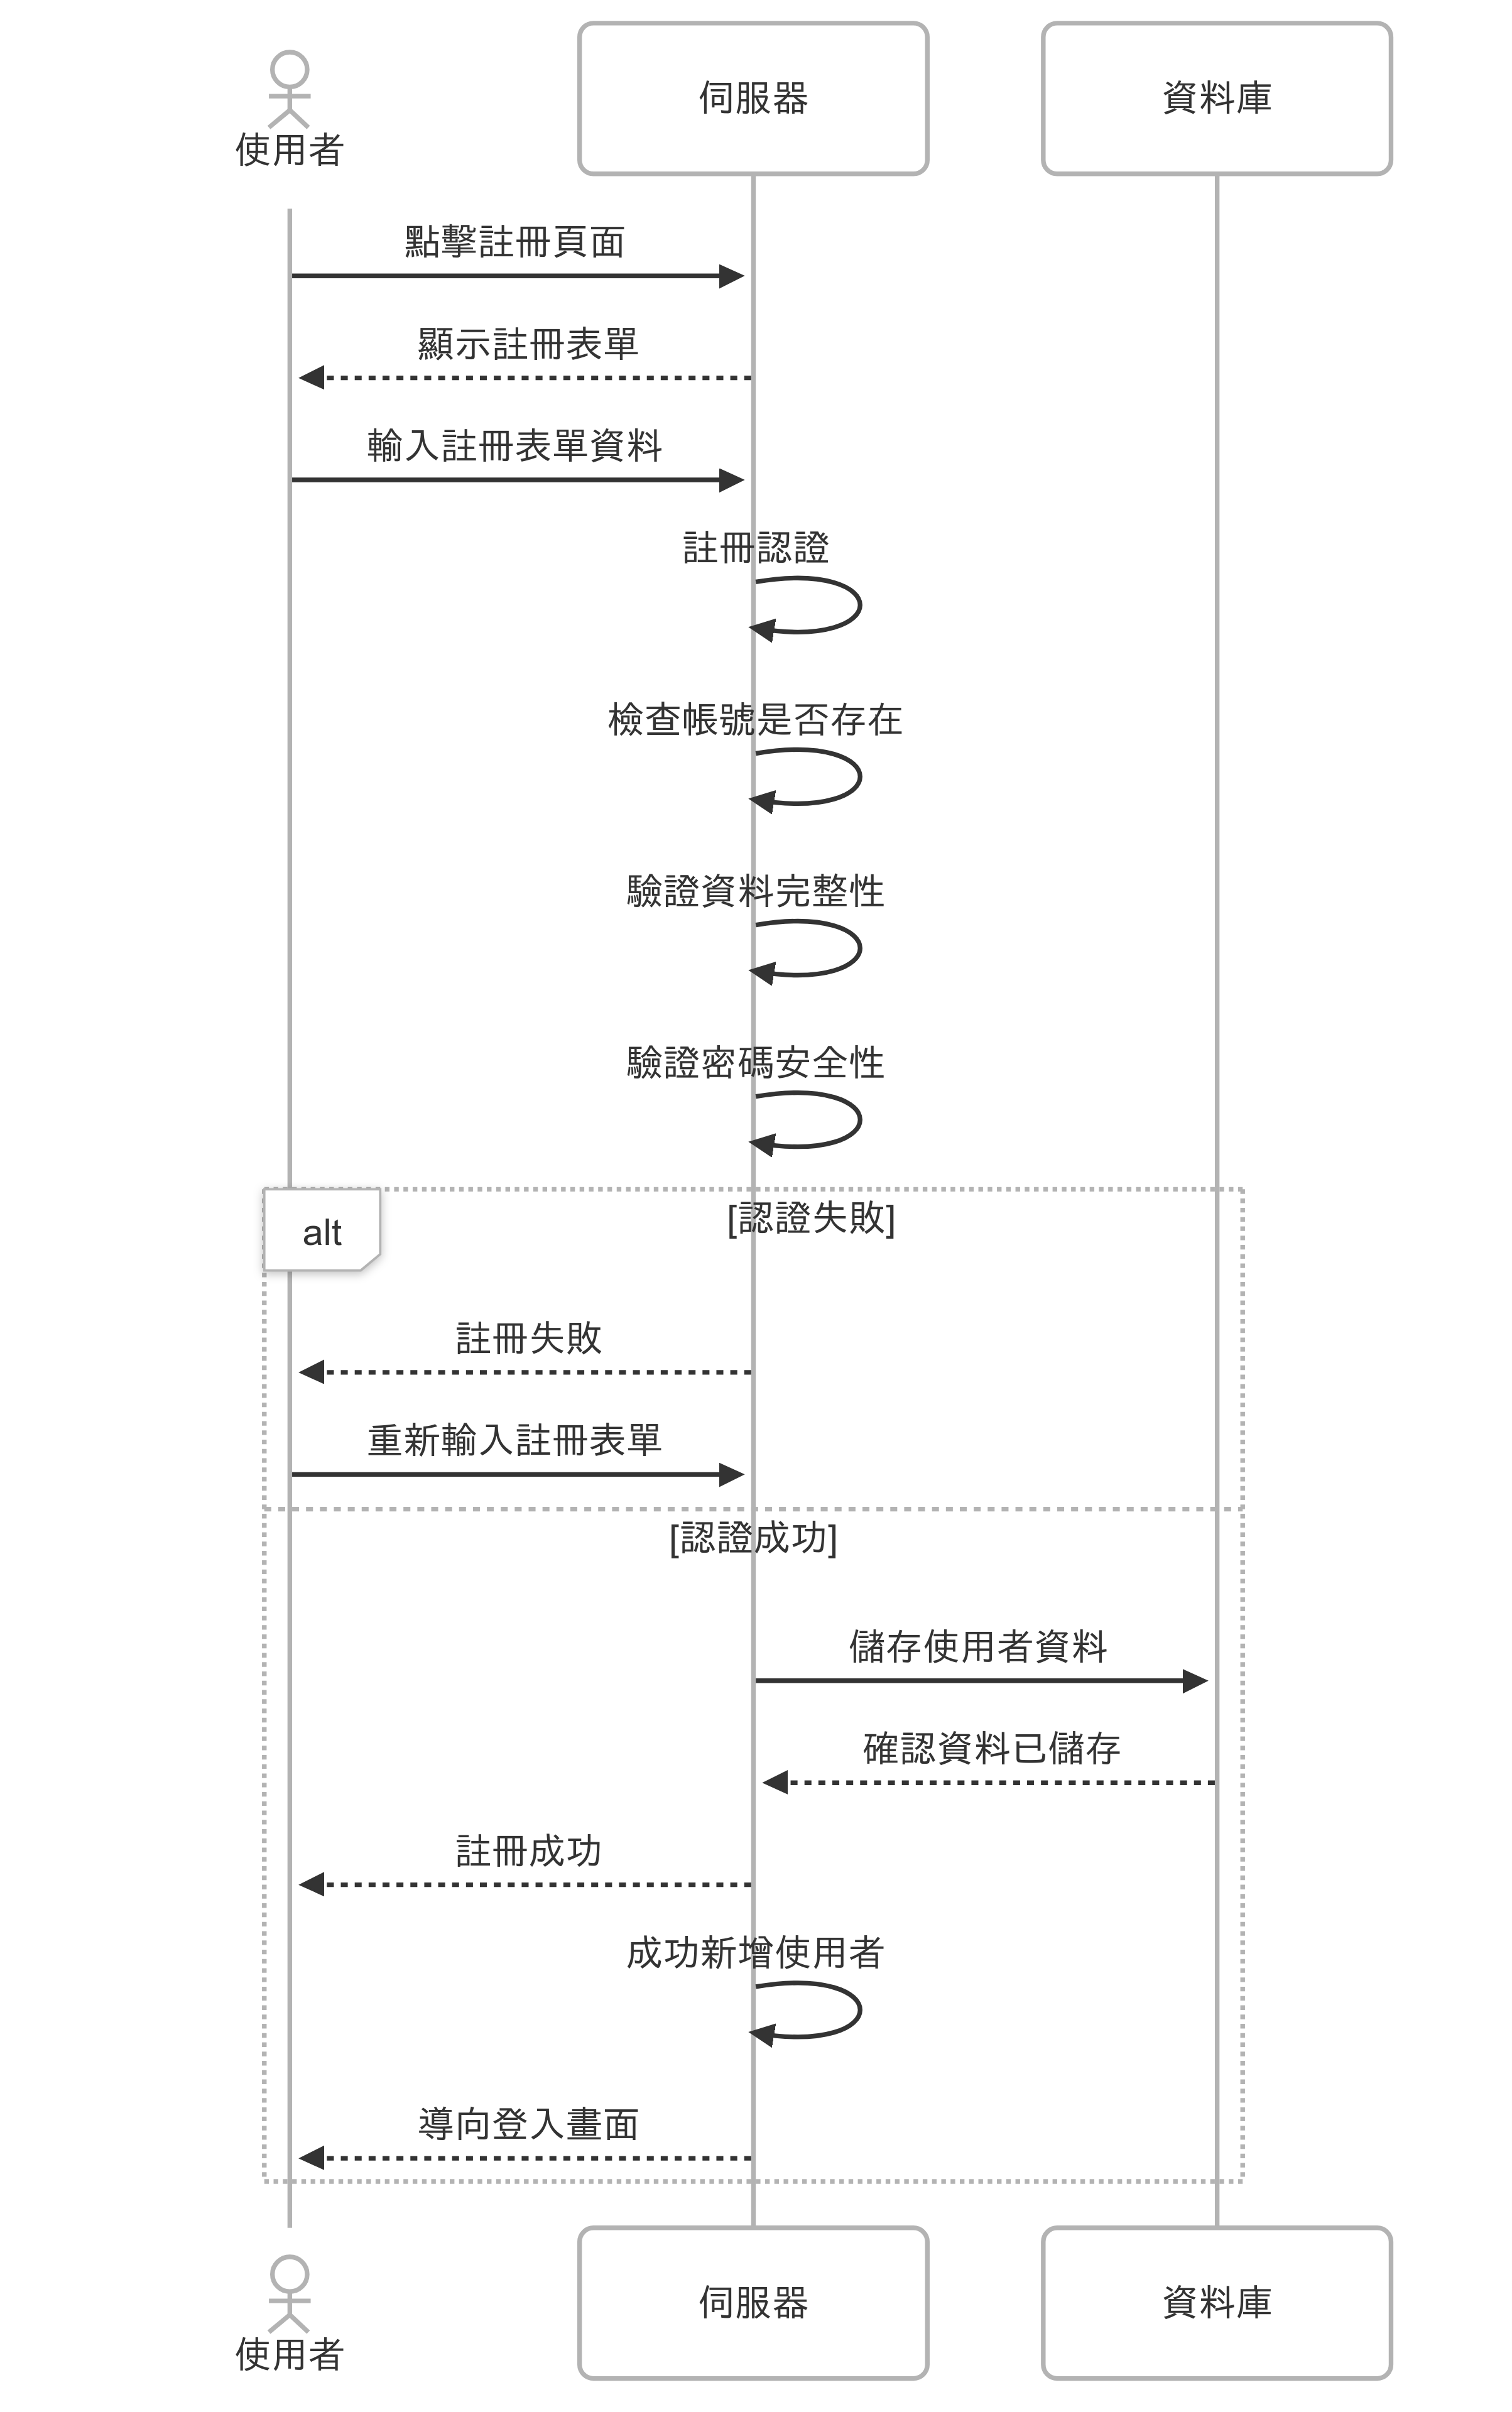 使用者
伺服器
資料庫
點擊註冊頁面
顯示註冊表單
輸入註冊表單資料
註冊認證
檢查帳號是否存在
驗證資料完整性
驗證密碼安全性
alt
[認證失敗]
註冊失敗
重新輸入註冊表單
[認證成功]
儲存使用者資料
確認資料已儲存
註冊成功
成功新增使用者
導向登入畫面
使用者
伺服器
資料庫